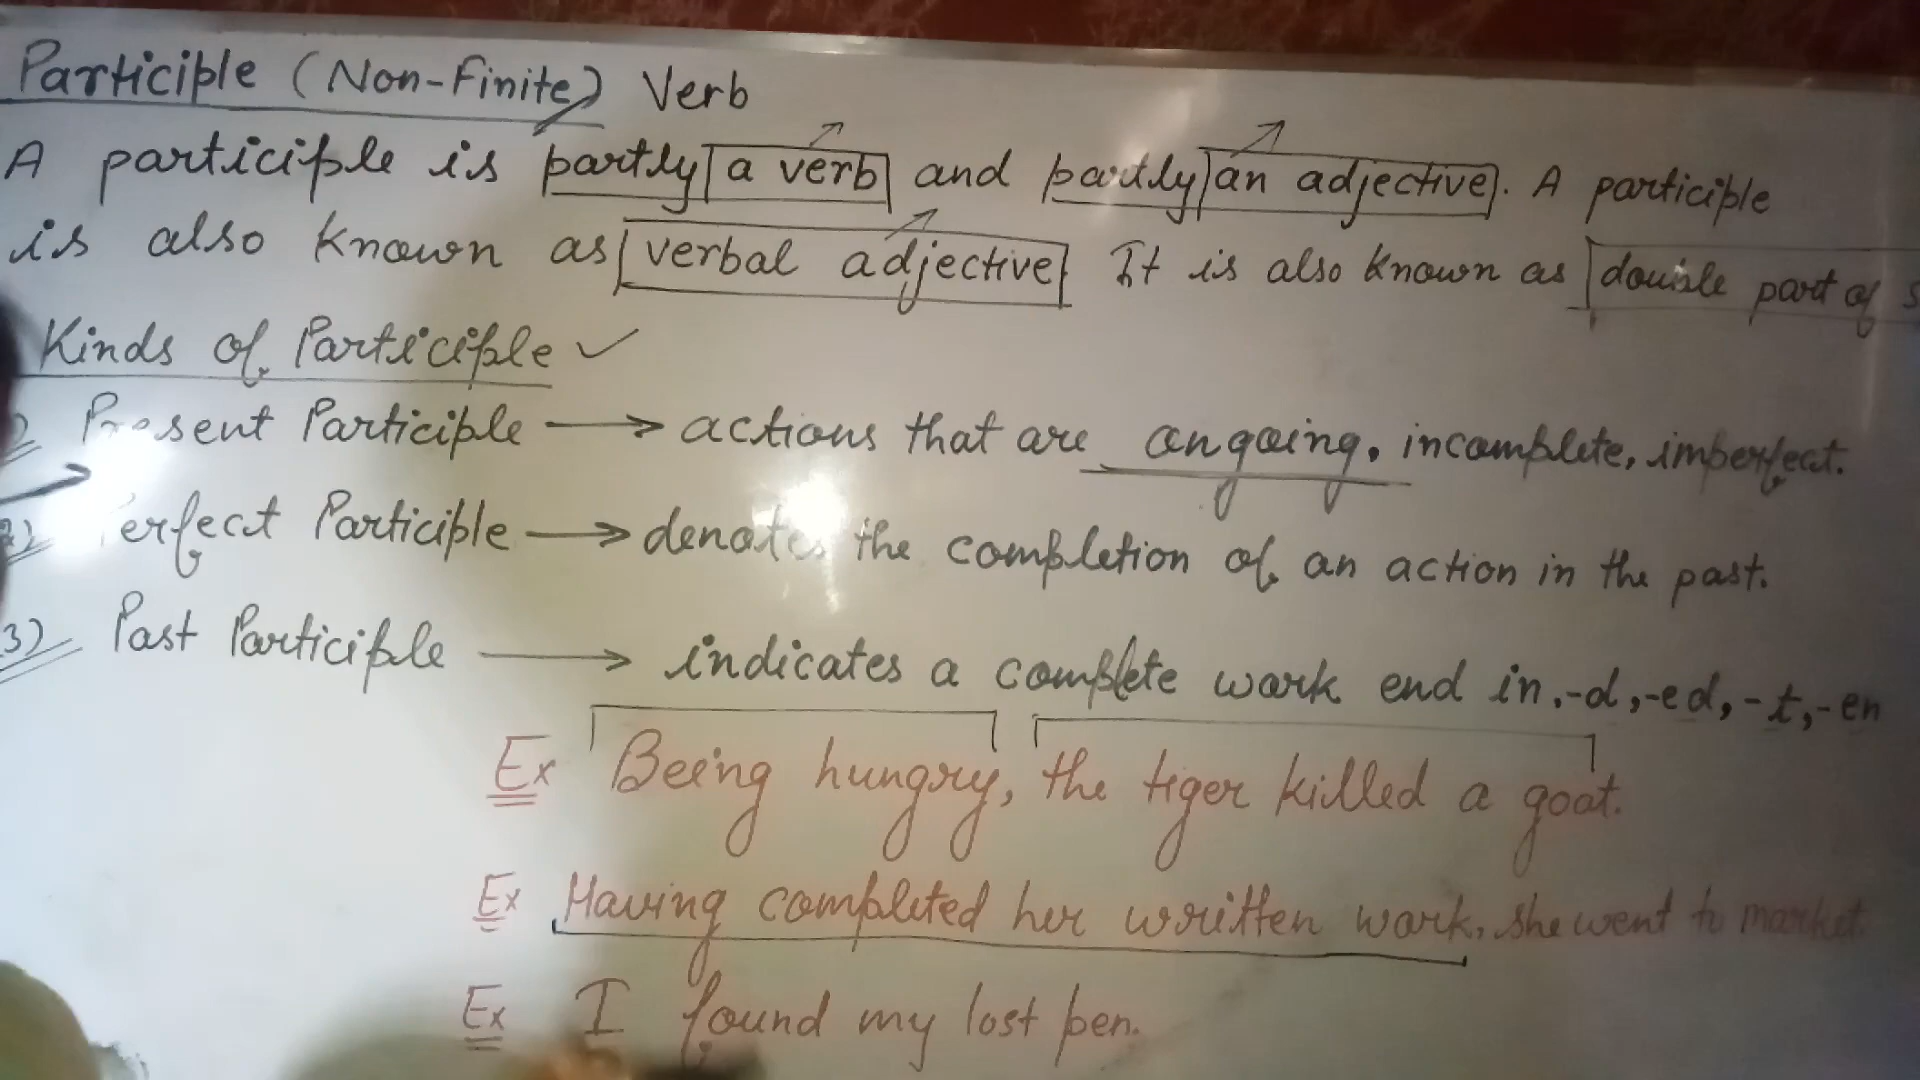 Participle (Non-Finite) Verb
A participle is partly a verb and partly an adjective. A participle
is also known as verbal adjective It is also known as double part of
Kinds of Participle ✓
Present Participle → actions that are ongoing, incomplete, imperfect.
2) Perfect Participle → denotes the completion of an action in the past.
3) Past Participle → indicates a complete work end in, -d, -ed, -t, -en
Ex Being hungry, the tiger killed a goat.
Ex Having completed her written work, she went to market.
Ex I found my lost pen.